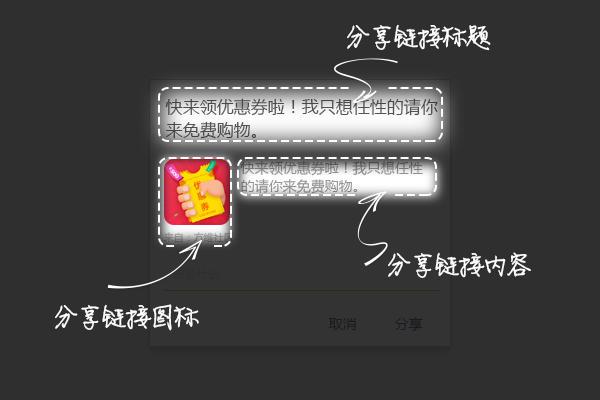 分享链接标题
快来领优惠券啦！我只想任性的请你
来免费购物。
快来领优惠券啦！我只想任性
的请你来免费购物。
分享链接内容
分享链接图标
取消
分享